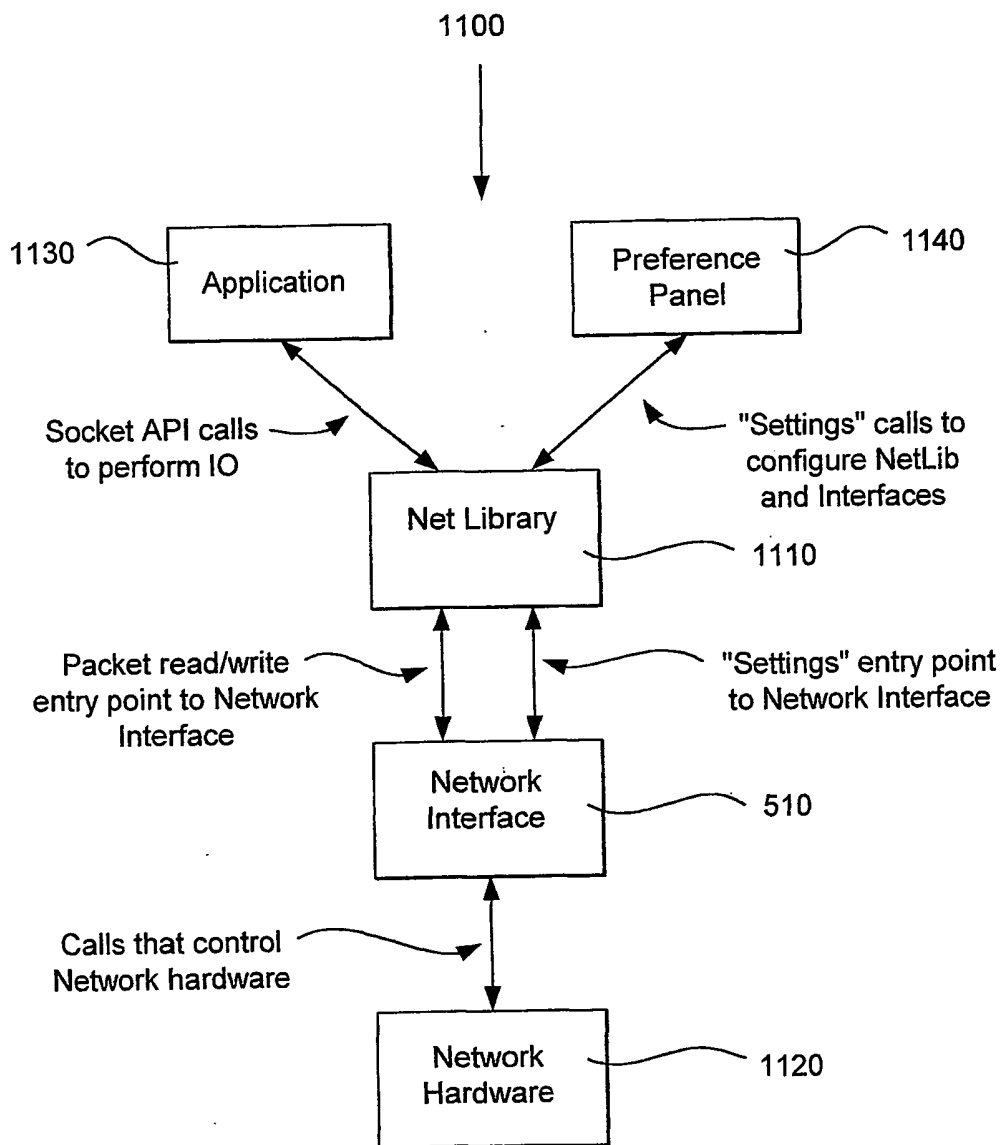 1100
1130
Application
Preference
Panel
1140
Socket API calls
to perform IO
"Settings" calls to
configure NetLib
and Interfaces
Net Library
1110
Packet read/write
entry point to Network
Interface
"Settings" entry point
to Network Interface
Network
Interface
510
Calls that control
Network hardware
Network
Hardware
1120